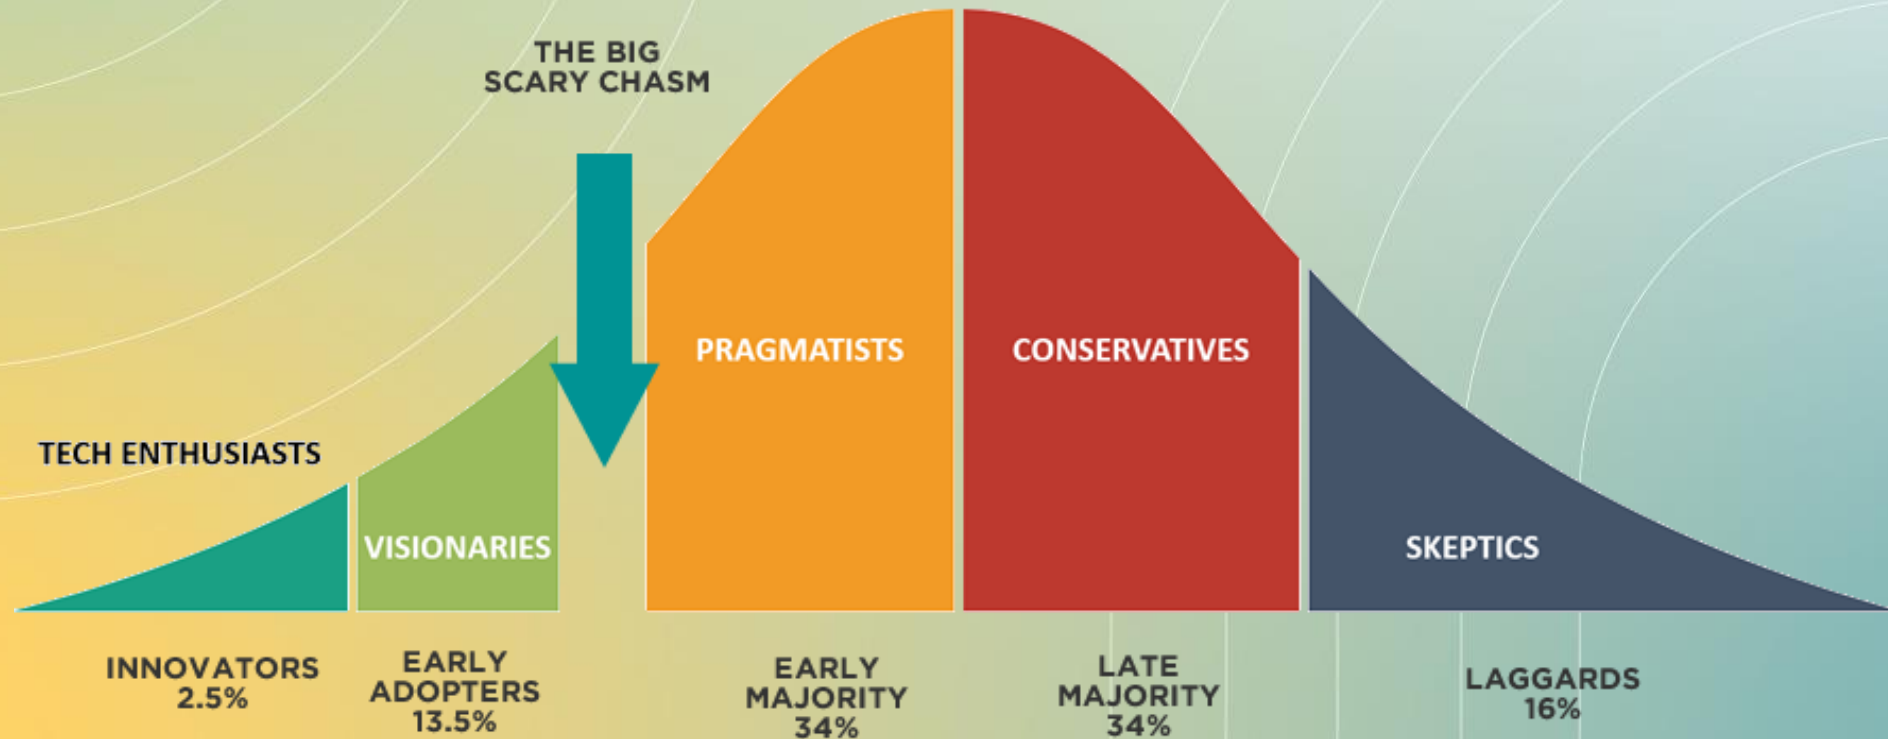 THE BIG
SCARY CHASM
TECH ENTHUSIASTS
VISIONARIES
PRAGMATISTS
CONSERVATIVES
SKEPTICS
INNOVATORS
2.5%
EARLY
ADOPTERS
13.5%
EARLY
MAJORITY
34%
LATE
MAJORITY
34%
LAGGARDS
16%